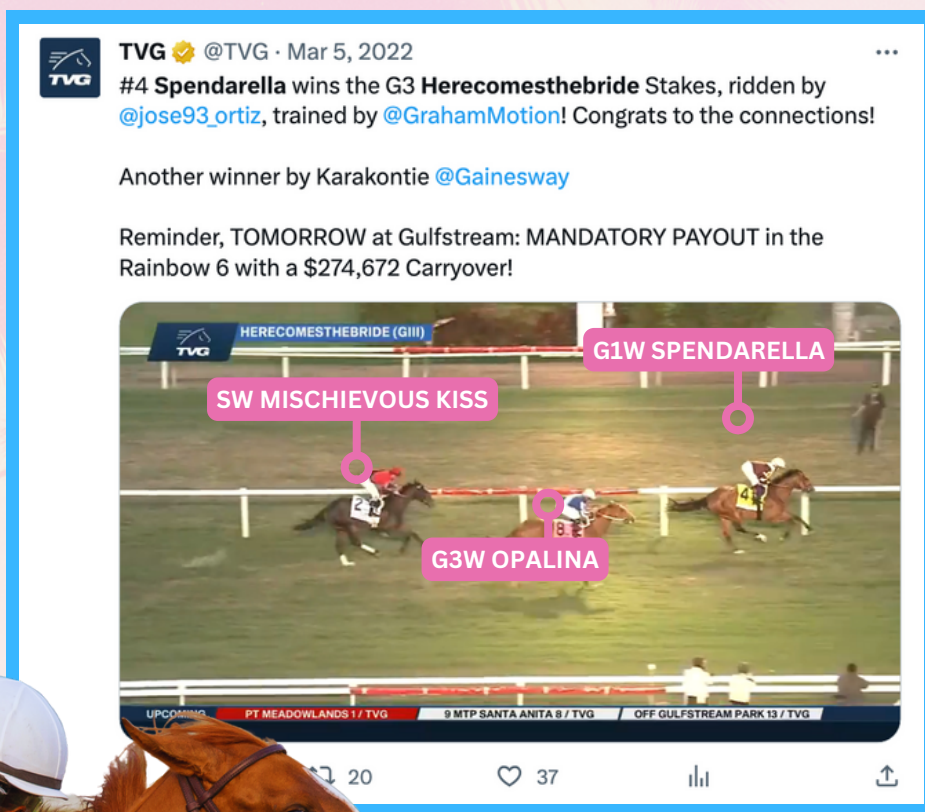 TVG @TVG · Mar 5, 2022
TVG
#4 Spendarella wins the G3 Herecomesthebride Stakes, ridden by
@jose93_ortiz, trained by @GrahamMotion! Congrats to the connections!
Another winner by Karakontie @Gainesway
Reminder, TOMORROW at Gulfstream: MANDATORY PAYOUT in the
Rainbow 6 with a $274,672 Carryover!
TVG HERECOMESTHEBRIDE (GIII)
G1W SPENDARELLA
SW MISCHIEVOUS KISS
2
4
8
G3W OPALINA
UPCOMING PT MEADOWLANDS 1 / TVG 9 MTP SANTA ANITA 8 / TVG OFF GULFSTREAM PARK 13 / TVG
20 37